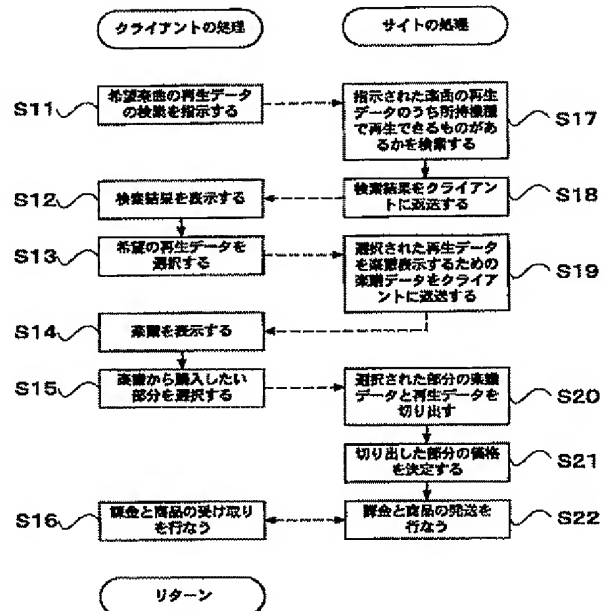 クライアントの処理
サイトの処理
S11
希望楽曲の再生データ
の検索を指示する
指示された楽曲の再生
データのうち所持機種
で再生できるものがあ
るかを検索する
S17
S12
検索結果を表示する
検索結果をクライアン
トに返送する
S18
S13
希望の再生データを
選択する
選択された再生データ
を楽譜表示するための
楽譜データをクライア
ントに返送する
S19
S14
楽譜を表示する
S15
楽譜から購入したい
部分を選択する
選択された部分の楽譜
データと再生データを
切り出す
S20
切り出した部分の価格
を決定する
S21
S16
課金と商品の受け取り
を行なう
課金と商品の発送を
行なう
S22
リターン